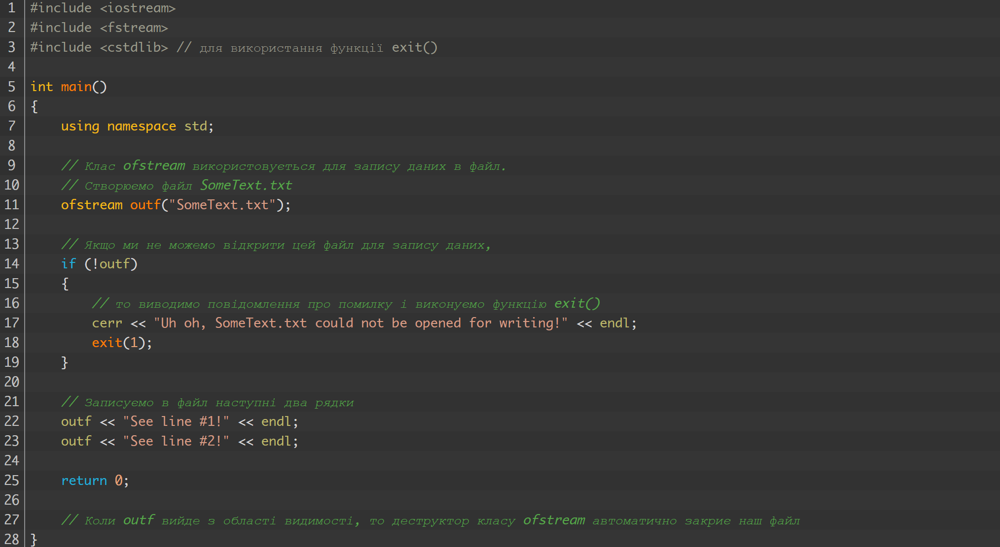 1 #include <iostream>
2 #include <fstream>
3 #include <cstdlib> // для використання функції exit()
4
5 int main()
6 {
7     using namespace std;
8
9     // Клас ofstream використовується для запису даних в файл.
10     // Створюємо файл SomeText.txt
11     ofstream outf("SomeText.txt");
12
13     // Якщо ми не можемо відкрити цей файл для запису даних,
14     if (!outf)
15     {
16         // то виводимо повідомлення про помилку і виконуємо функцію exit()
17         cerr << "Uh oh, SomeText.txt could not be opened for writing!" << endl;
18         exit(1);
19     }
20
21     // Записуємо в файл наступні два рядки
22     outf << "See line #1!" << endl;
23     outf << "See line #2!" << endl;
24
25     return 0;
26
27     // Коли outf вийде з області видимості, то деструктор класу ofstream автоматично закриє наш файл
28 }